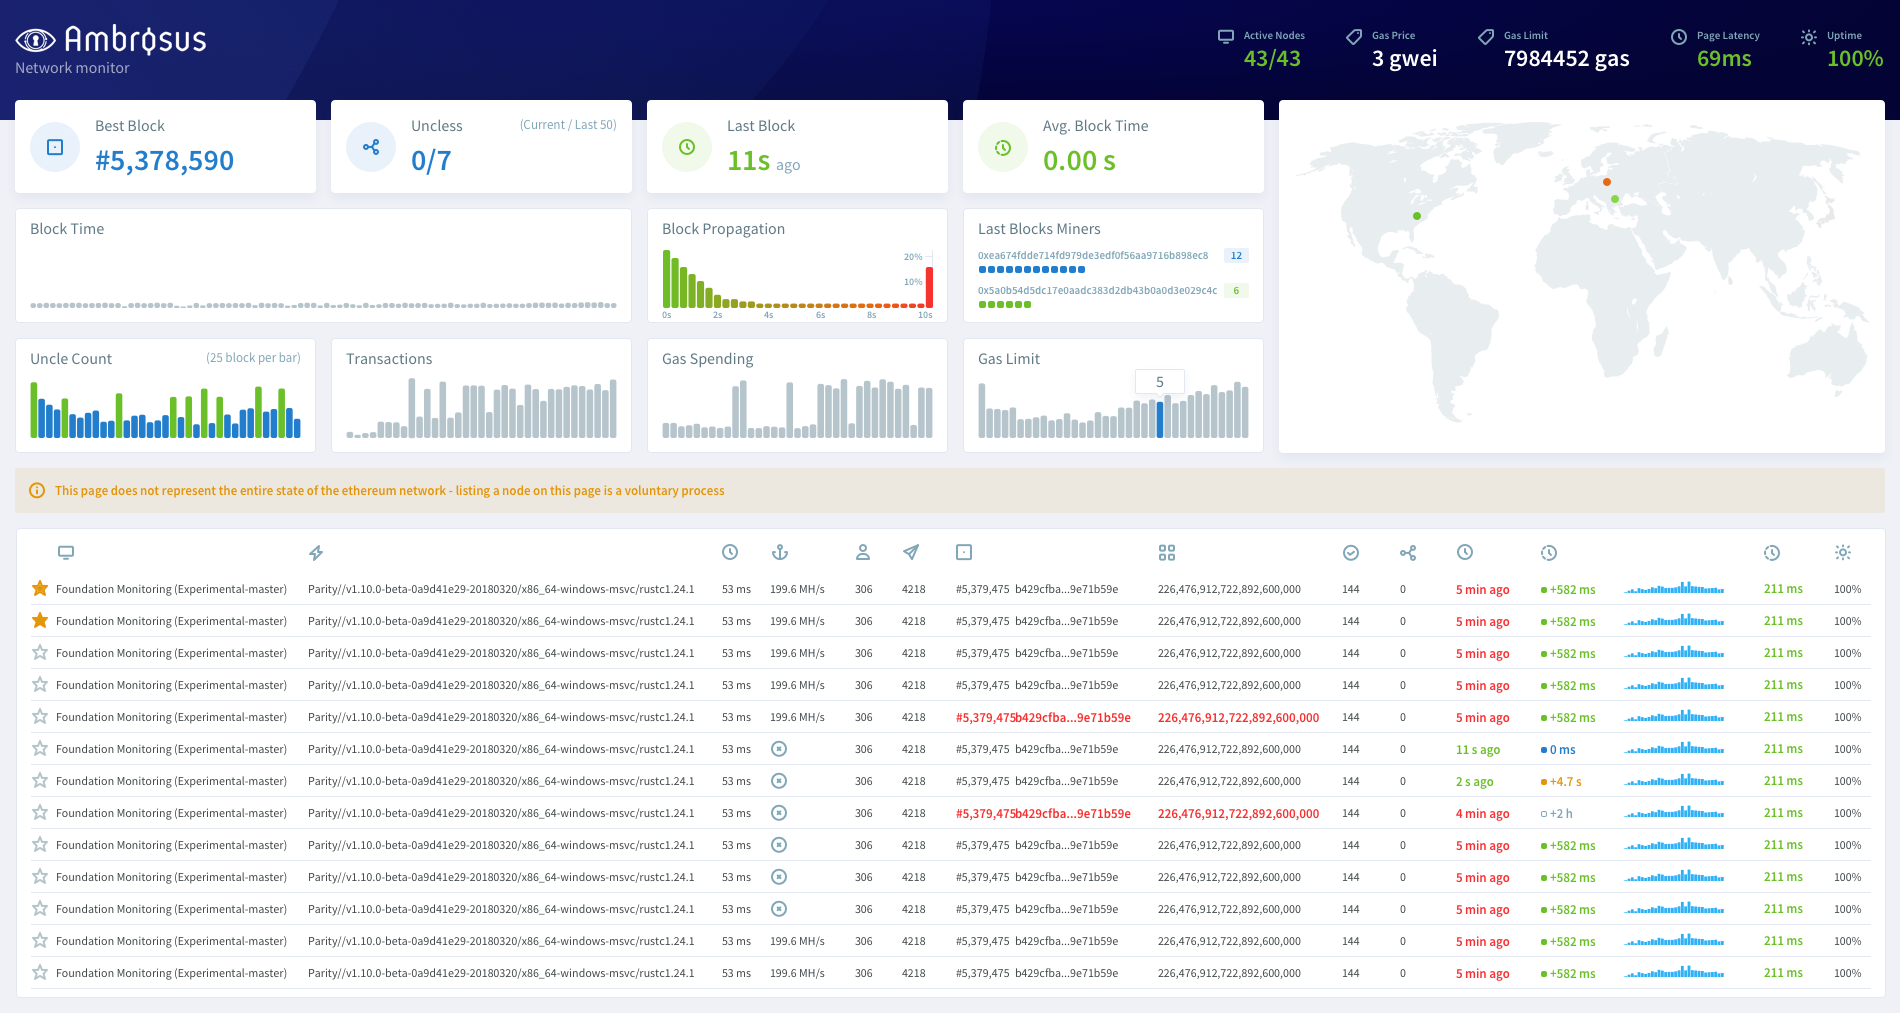 Ambrosus
Network monitor
Active Nodes
43/43
Gas Price
3 gwei
Gas Limit
7984452 gas
Page Latency
69ms
Uptime
100%
Best Block
#5,378,590
Uncless (Current / Last 50)
0/7
Last Block
11s ago
Avg. Block Time
0.00 s
Block Time
Block Propagation
20%
10%
0s 2s 4s 6s 8s 10s
Last Blocks Miners
0xea674fdde714fd979de3edf0f56aa9716b898ec8 12
0x5a0b54d5dc17e0aadc383d2db43b0a0d3e029c4c 6
Uncle Count (25 block per bar)
Transactions
Gas Spending
Gas Limit
5
This page does not represent the entire state of the ethereum network - listing a node on this page is a voluntary process
Foundation Monitoring (Experimental-master) Parity//v1.10.0-beta-0a9d41e29-20180320/x86_64-windows-msvc/rustc1.24.1 53 ms 199.6 MH/s 306 4218 #5,379,475 b429cfba...9e71b59e 226,476,912,722,892,600,000 144 0 5 min ago +582 ms 211 ms 100%
Foundation Monitoring (Experimental-master) Parity//v1.10.0-beta-0a9d41e29-20180320/x86_64-windows-msvc/rustc1.24.1 53 ms 199.6 MH/s 306 4218 #5,379,475 b429cfba...9e71b59e 226,476,912,722,892,600,000 144 0 5 min ago +582 ms 211 ms 100%
Foundation Monitoring (Experimental-master) Parity//v1.10.0-beta-0a9d41e29-20180320/x86_64-windows-msvc/rustc1.24.1 53 ms 199.6 MH/s 306 4218 #5,379,475 b429cfba...9e71b59e 226,476,912,722,892,600,000 144 0 5 min ago +582 ms 211 ms 100%
Foundation Monitoring (Experimental-master) Parity//v1.10.0-beta-0a9d41e29-20180320/x86_64-windows-msvc/rustc1.24.1 53 ms 199.6 MH/s 306 4218 #5,379,475 b429cfba...9e71b59e 226,476,912,722,892,600,000 144 0 5 min ago +582 ms 211 ms 100%
Foundation Monitoring (Experimental-master) Parity//v1.10.0-beta-0a9d41e29-20180320/x86_64-windows-msvc/rustc1.24.1 53 ms 199.6 MH/s 306 4218 #5,379,475b429cfba...9e71b59e 226,476,912,722,892,600,000 144 0 5 min ago +582 ms 211 ms 100%
Foundation Monitoring (Experimental-master) Parity//v1.10.0-beta-0a9d41e29-20180320/x86_64-windows-msvc/rustc1.24.1 53 ms 306 4218 #5,379,475 b429cfba...9e71b59e 226,476,912,722,892,600,000 144 0 11 s ago 0 ms 211 ms 100%
Foundation Monitoring (Experimental-master) Parity//v1.10.0-beta-0a9d41e29-20180320/x86_64-windows-msvc/rustc1.24.1 53 ms 306 4218 #5,379,475 b429cfba...9e71b59e 226,476,912,722,892,600,000 144 0 2 s ago +4.7 s 211 ms 100%
Foundation Monitoring (Experimental-master) Parity//v1.10.0-beta-0a9d41e29-20180320/x86_64-windows-msvc/rustc1.24.1 53 ms 306 4218 #5,379,475b429cfba...9e71b59e 226,476,912,722,892,600,000 144 0 4 min ago +2 h 211 ms 100%
Foundation Monitoring (Experimental-master) Parity//v1.10.0-beta-0a9d41e29-20180320/x86_64-windows-msvc/rustc1.24.1 53 ms 306 4218 #5,379,475 b429cfba...9e71b59e 226,476,912,722,892,600,000 144 0 5 min ago +582 ms 211 ms 100%
Foundation Monitoring (Experimental-master) Parity//v1.10.0-beta-0a9d41e29-20180320/x86_64-windows-msvc/rustc1.24.1 53 ms 306 4218 #5,379,475 b429cfba...9e71b59e 226,476,912,722,892,600,000 144 0 5 min ago +582 ms 211 ms 100%
Foundation Monitoring (Experimental-master) Parity//v1.10.0-beta-0a9d41e29-20180320/x86_64-windows-msvc/rustc1.24.1 53 ms 306 4218 #5,379,475 b429cfba...9e71b59e 226,476,912,722,892,600,000 144 0 5 min ago +582 ms 211 ms 100%
Foundation Monitoring (Experimental-master) Parity//v1.10.0-beta-0a9d41e29-20180320/x86_64-windows-msvc/rustc1.24.1 53 ms 199.6 MH/s 306 4218 #5,379,475 b429cfba...9e71b59e 226,476,912,722,892,600,000 144 0 5 min ago +582 ms 211 ms 100%
Foundation Monitoring (Experimental-master) Parity//v1.10.0-beta-0a9d41e29-20180320/x86_64-windows-msvc/rustc1.24.1 53 ms 199.6 MH/s 306 4218 #5,379,475 b429cfba...9e71b59e 226,476,912,722,892,600,000 144 0 5 min ago +582 ms 211 ms 100%